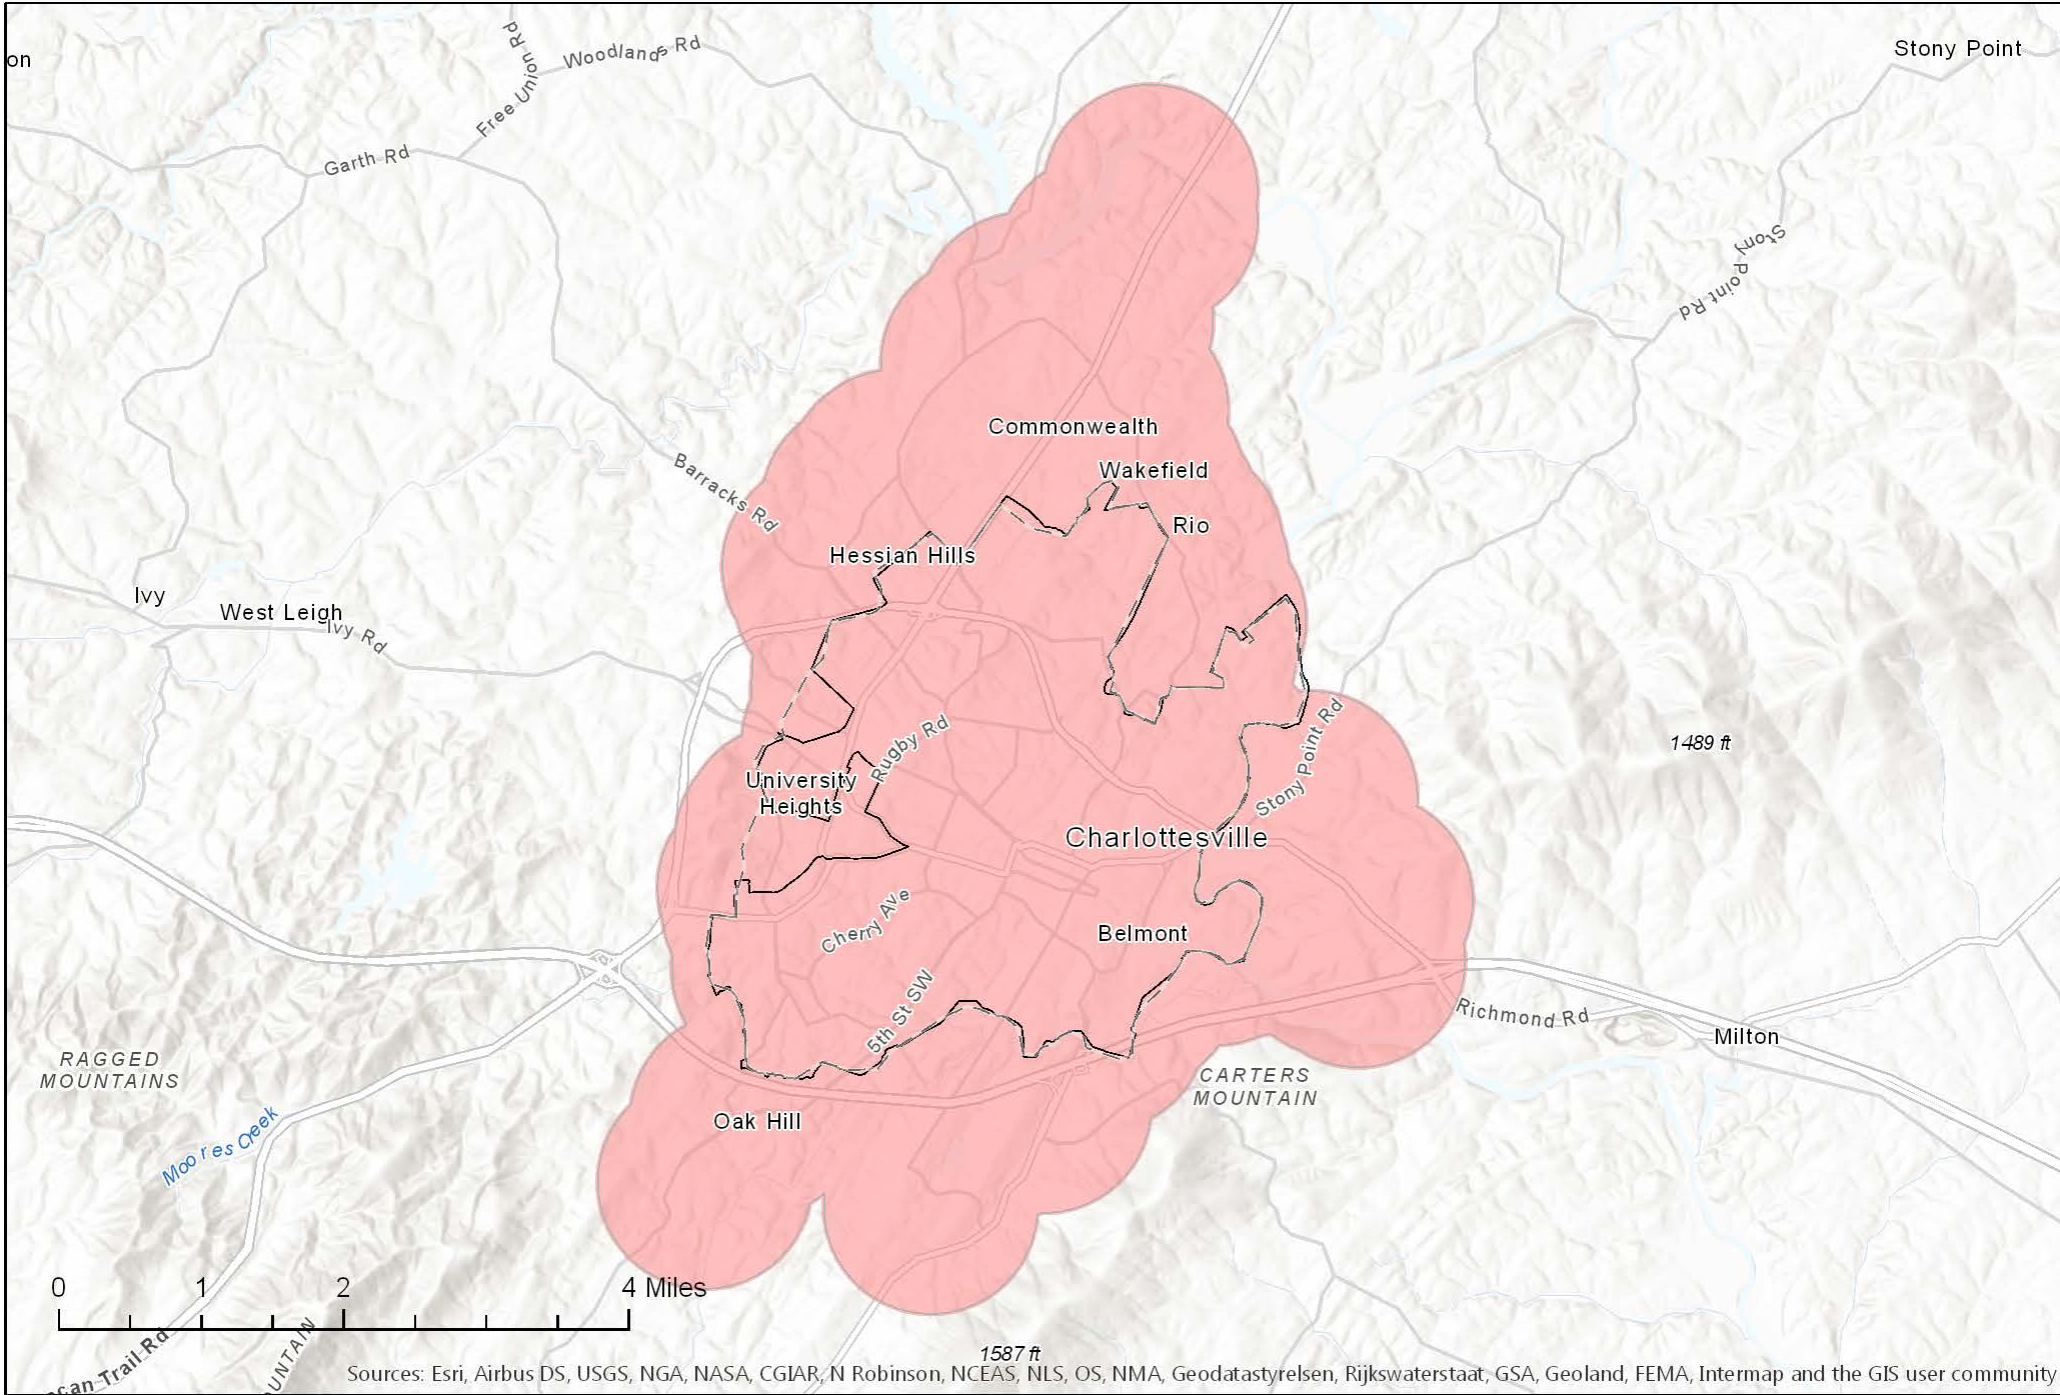 on
Woodlands Rd
Free Union Rd
Stony Point
Garth Rd
Stony Point Rd
Commonwealth
Wakefield
Barracks Rd
Rio
Hessian Hills
Ivy
West Leigh
Ivy Rd
Rugby Rd
Stony Point Rd
1489 ft
University
Heights
Charlottesville
Cherry Ave
Belmont
5th St SW
Richmond Rd
Milton
RAGGED
MOUNTAINS
CARTERS
MOUNTAIN
Moores Creek
Oak Hill
0 1 2 4 Miles
can Trail Rd
OUNTAIN
1587 ft
Sources: Esri, Airbus DS, USGS, NGA, NASA, CGIAR, N Robinson, NCEAS, NLS, OS, NMA, Geodatastyrelsen, Rijkswaterstaat, GSA, Geoland, FEMA, Intermap and the GIS user community